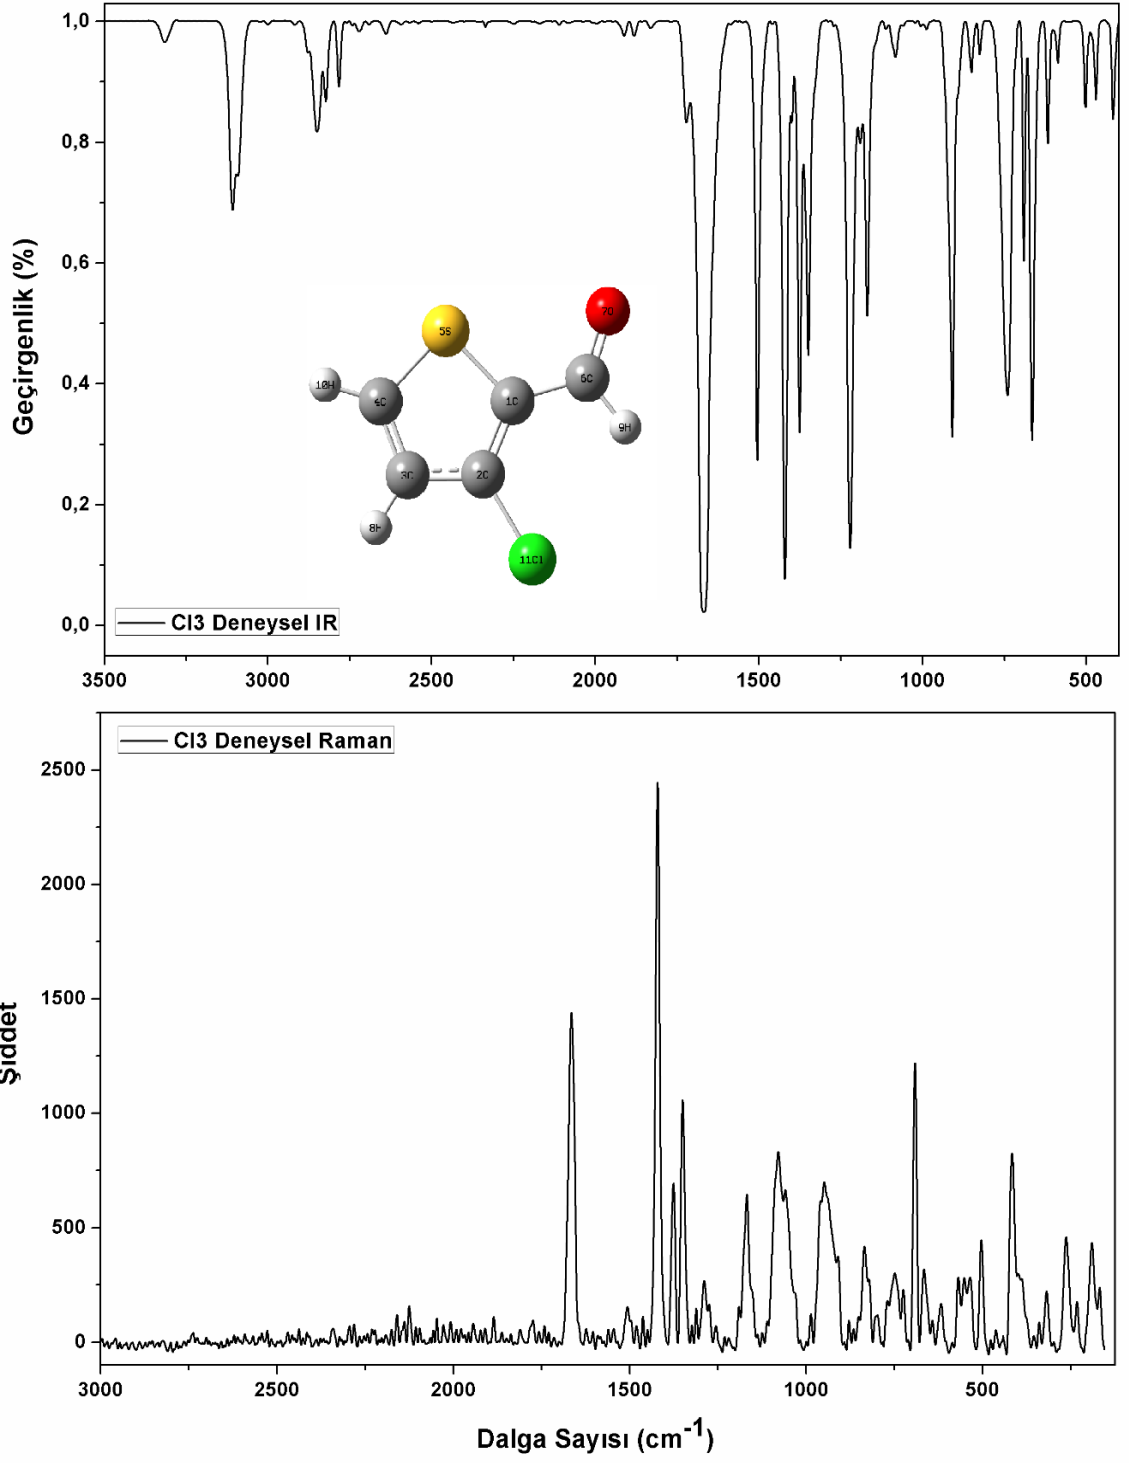 1,0
0,8
0,6
0,4
0,2
0,0
Geçirgenlik (%)
7O
5S
10H
4C
1C
6C
9H
3C
2C
8H
11Cl
Cl3 Deneysel IR
3500 3000 2500 2000 1500 1000 500
Cl3 Deneysel Raman
2500
2000
1500
1000
500
0
Şiddet
3000 2500 2000 1500 1000 500
Dalga Sayısı (cm⁻¹)